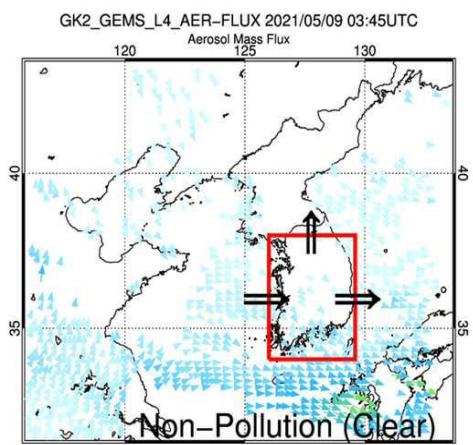 GK2_GEMS_L4_AER-FLUX 2021/05/09 03:45UTC
Aerosol Mass Flux
120 125 130
40 40
35 35
Non-Pollution (Clear)